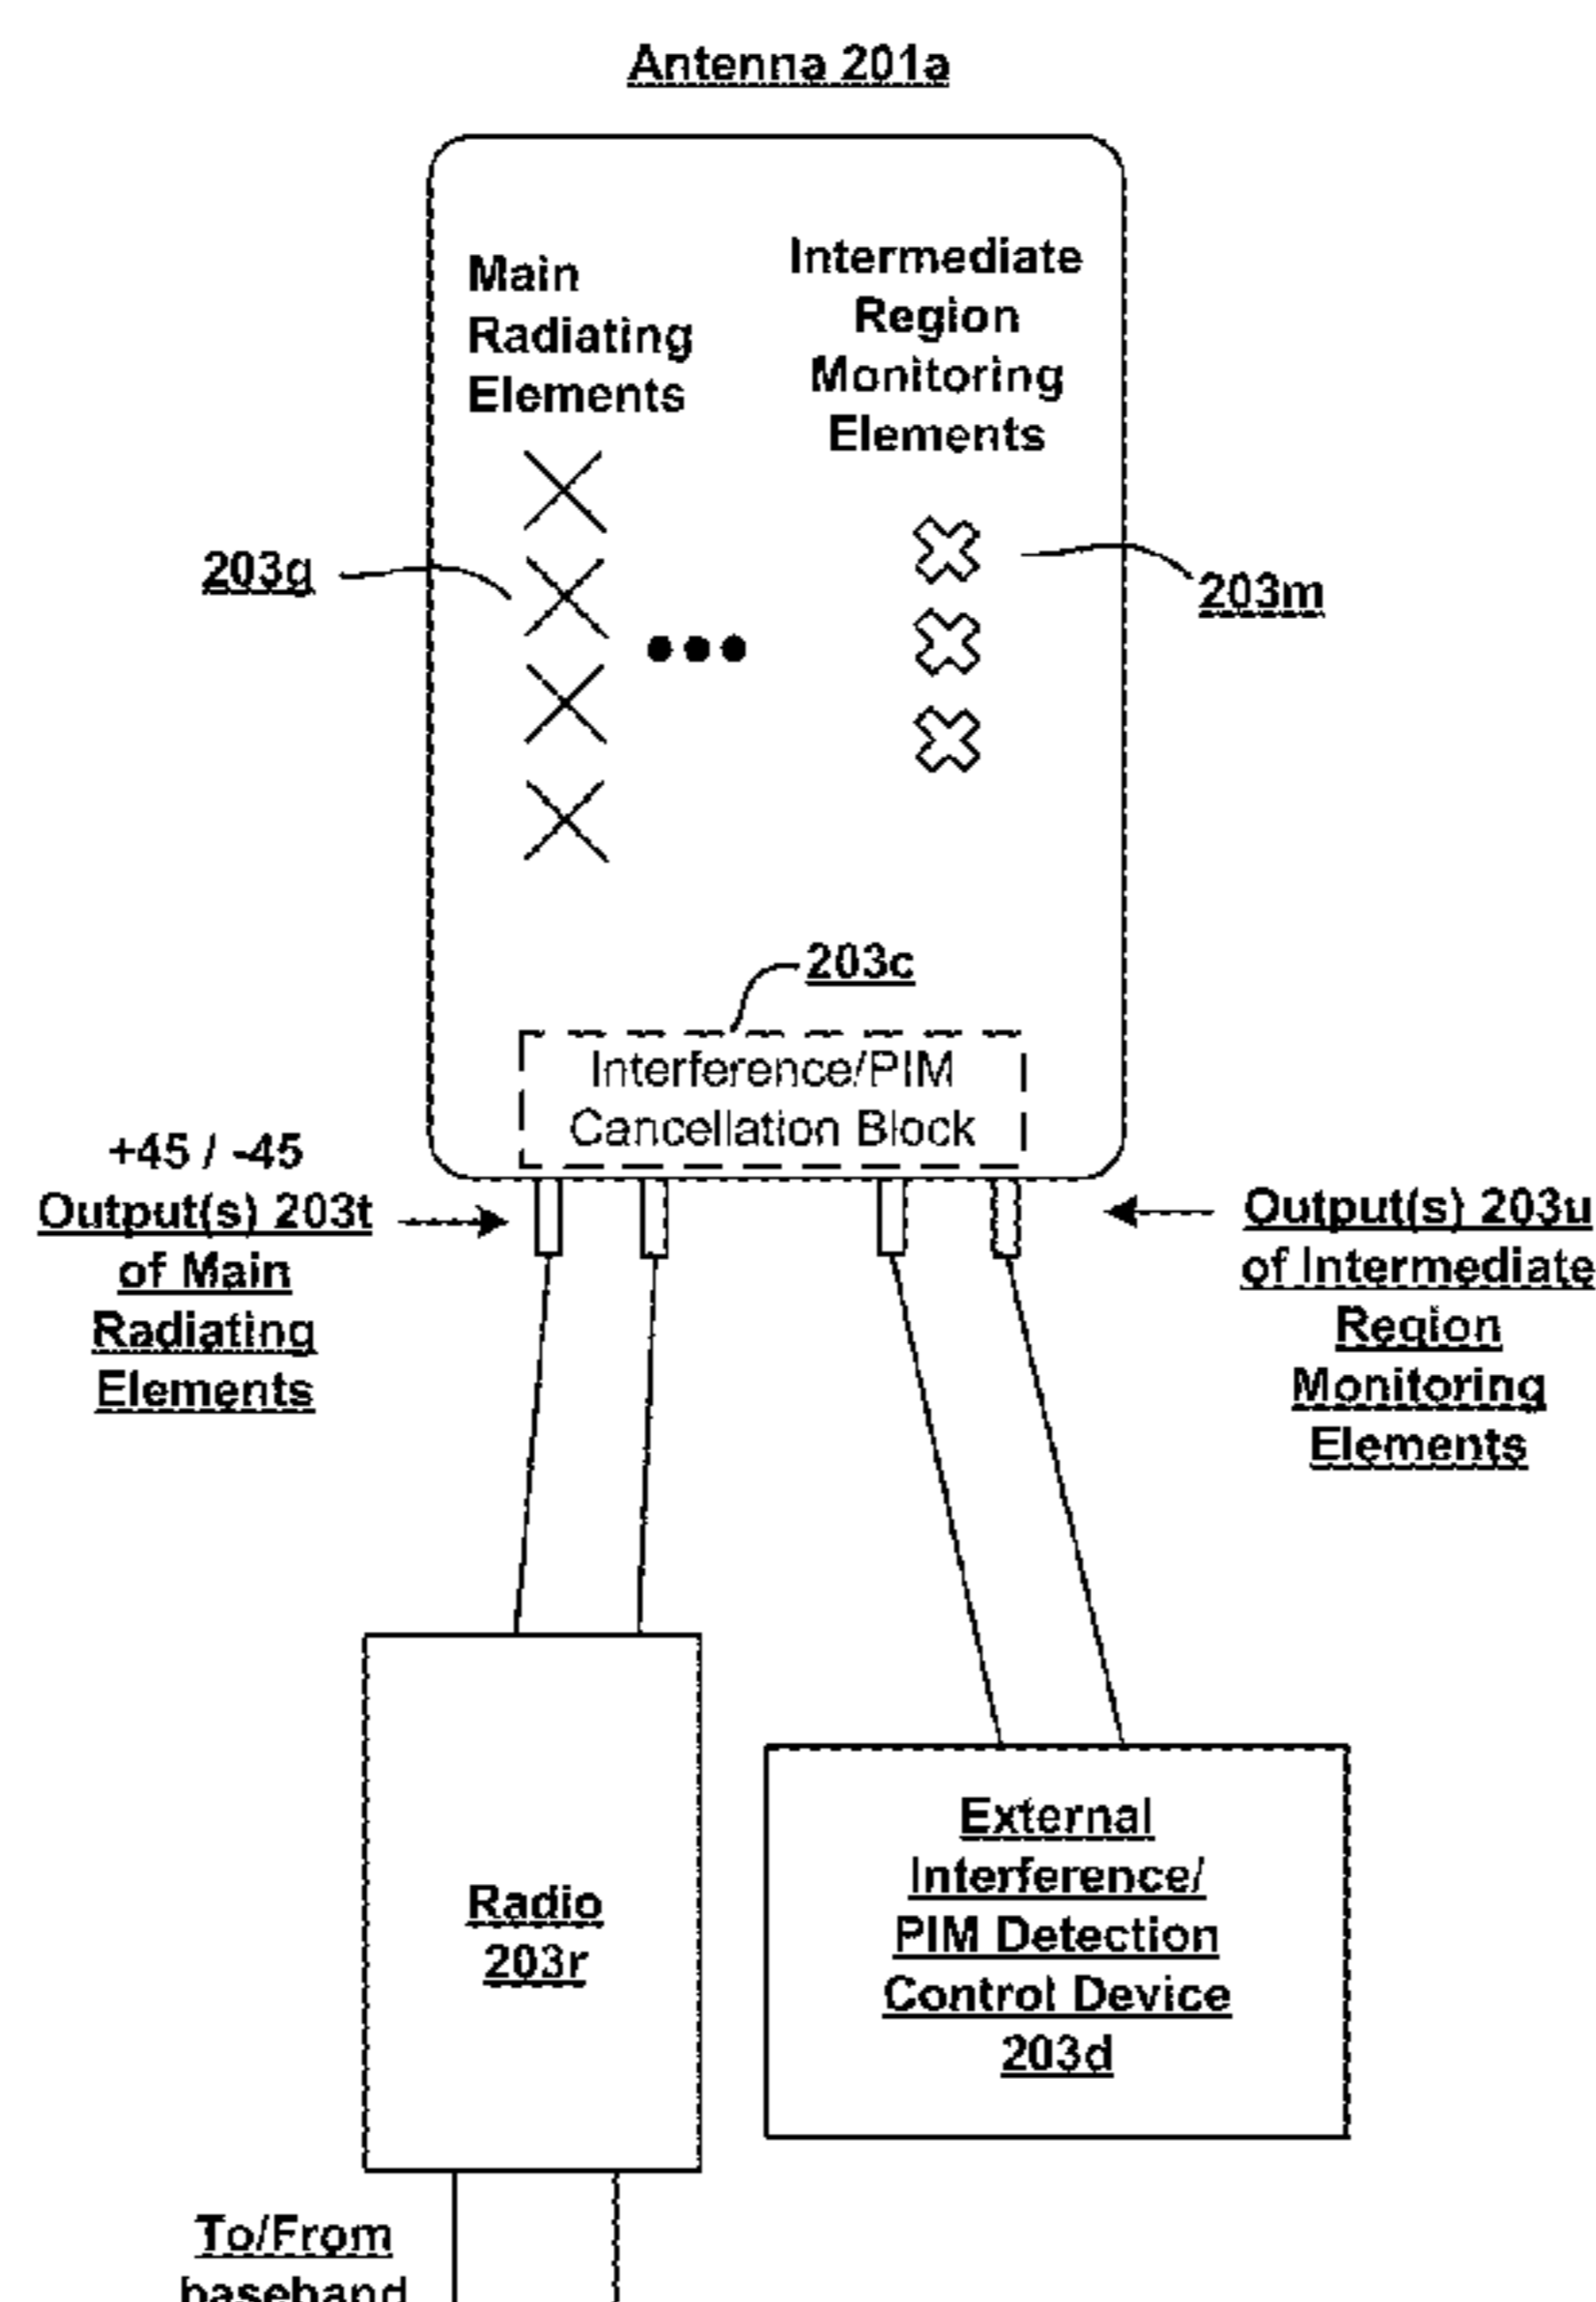 Antenna 201a
Main
Radiating
Elements
Intermediate
Region
Monitoring
Elements
203g
203m
203c
Interference/PIM
Cancellation Block
+45 / -45
Output(s) 203t
of Main
Radiating
Elements
Output(s) 203u
of Intermediate
Region
Monitoring
Elements
Radio
203r
External
Interference/
PIM Detection
Control Device
203d
To/From
baseband